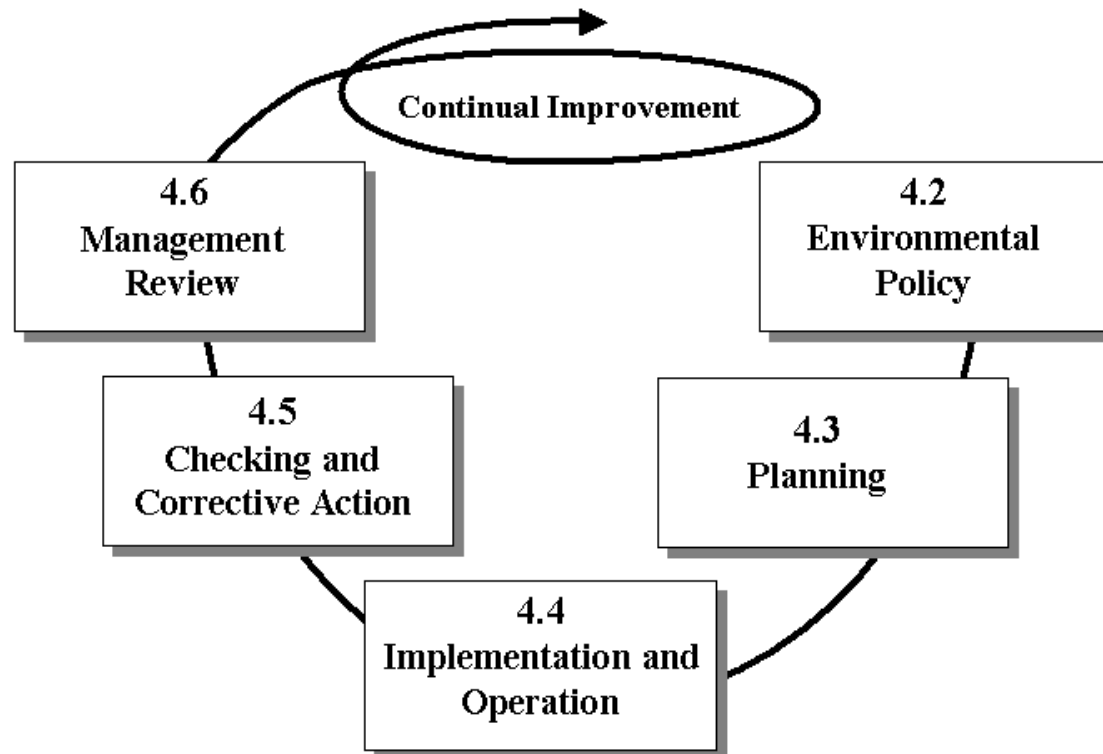 Continual Improvement
4.6
Management
Review
4.2
Environmental
Policy
4.5
Checking and
Corrective Action
4.3
Planning
4.4
Implementation and
Operation